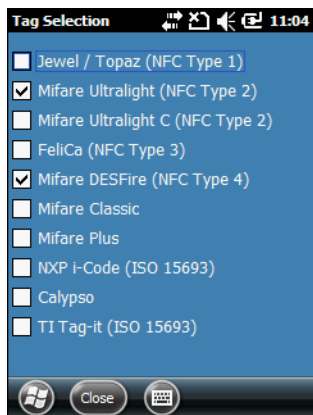 Tag Selection 11:04
Jewel / Topaz (NFC Type 1)
Mifare Ultralight (NFC Type 2)
Mifare Ultralight C (NFC Type 2)
FeliCa (NFC Type 3)
Mifare DESFire (NFC Type 4)
Mifare Classic
Mifare Plus
NXP i-Code (ISO 15693)
Calypso
TI Tag-it (ISO 15693)
Close